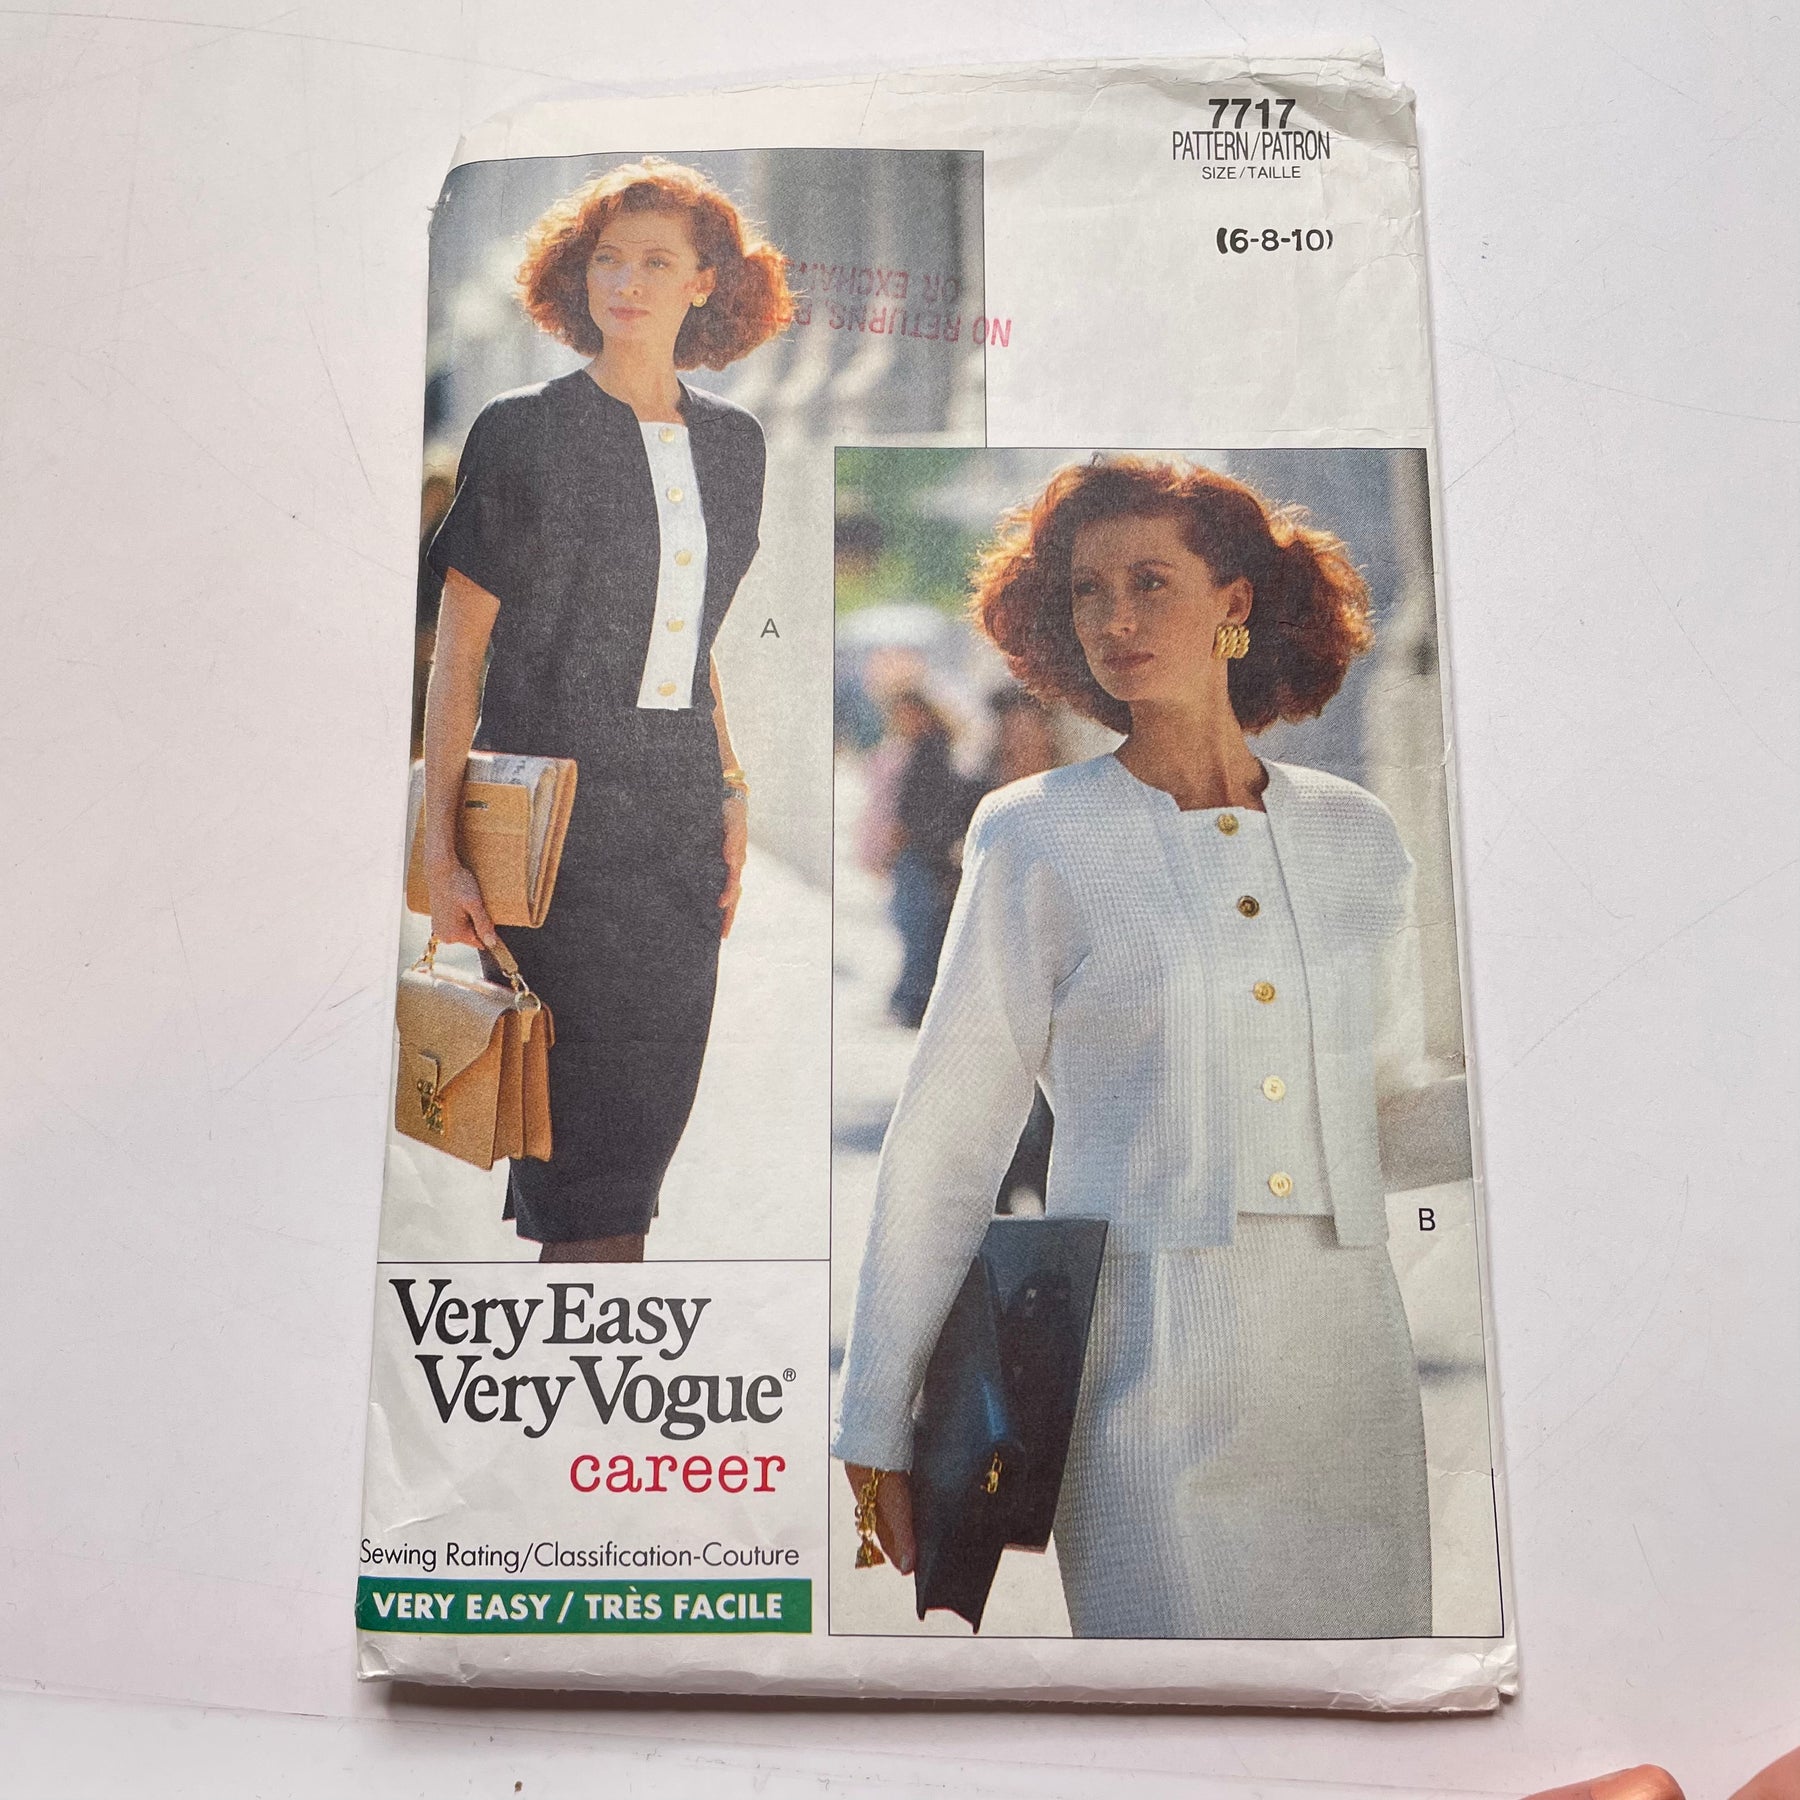 7717
PATTERN/PATRON
SIZE/TAILLE
(6-8-10)
NO RETURNS,
OR
A
B
Very Easy
Very Vogue®
career
Sewing Rating/Classification-Couture
VERY EASY / TRÈS FACILE